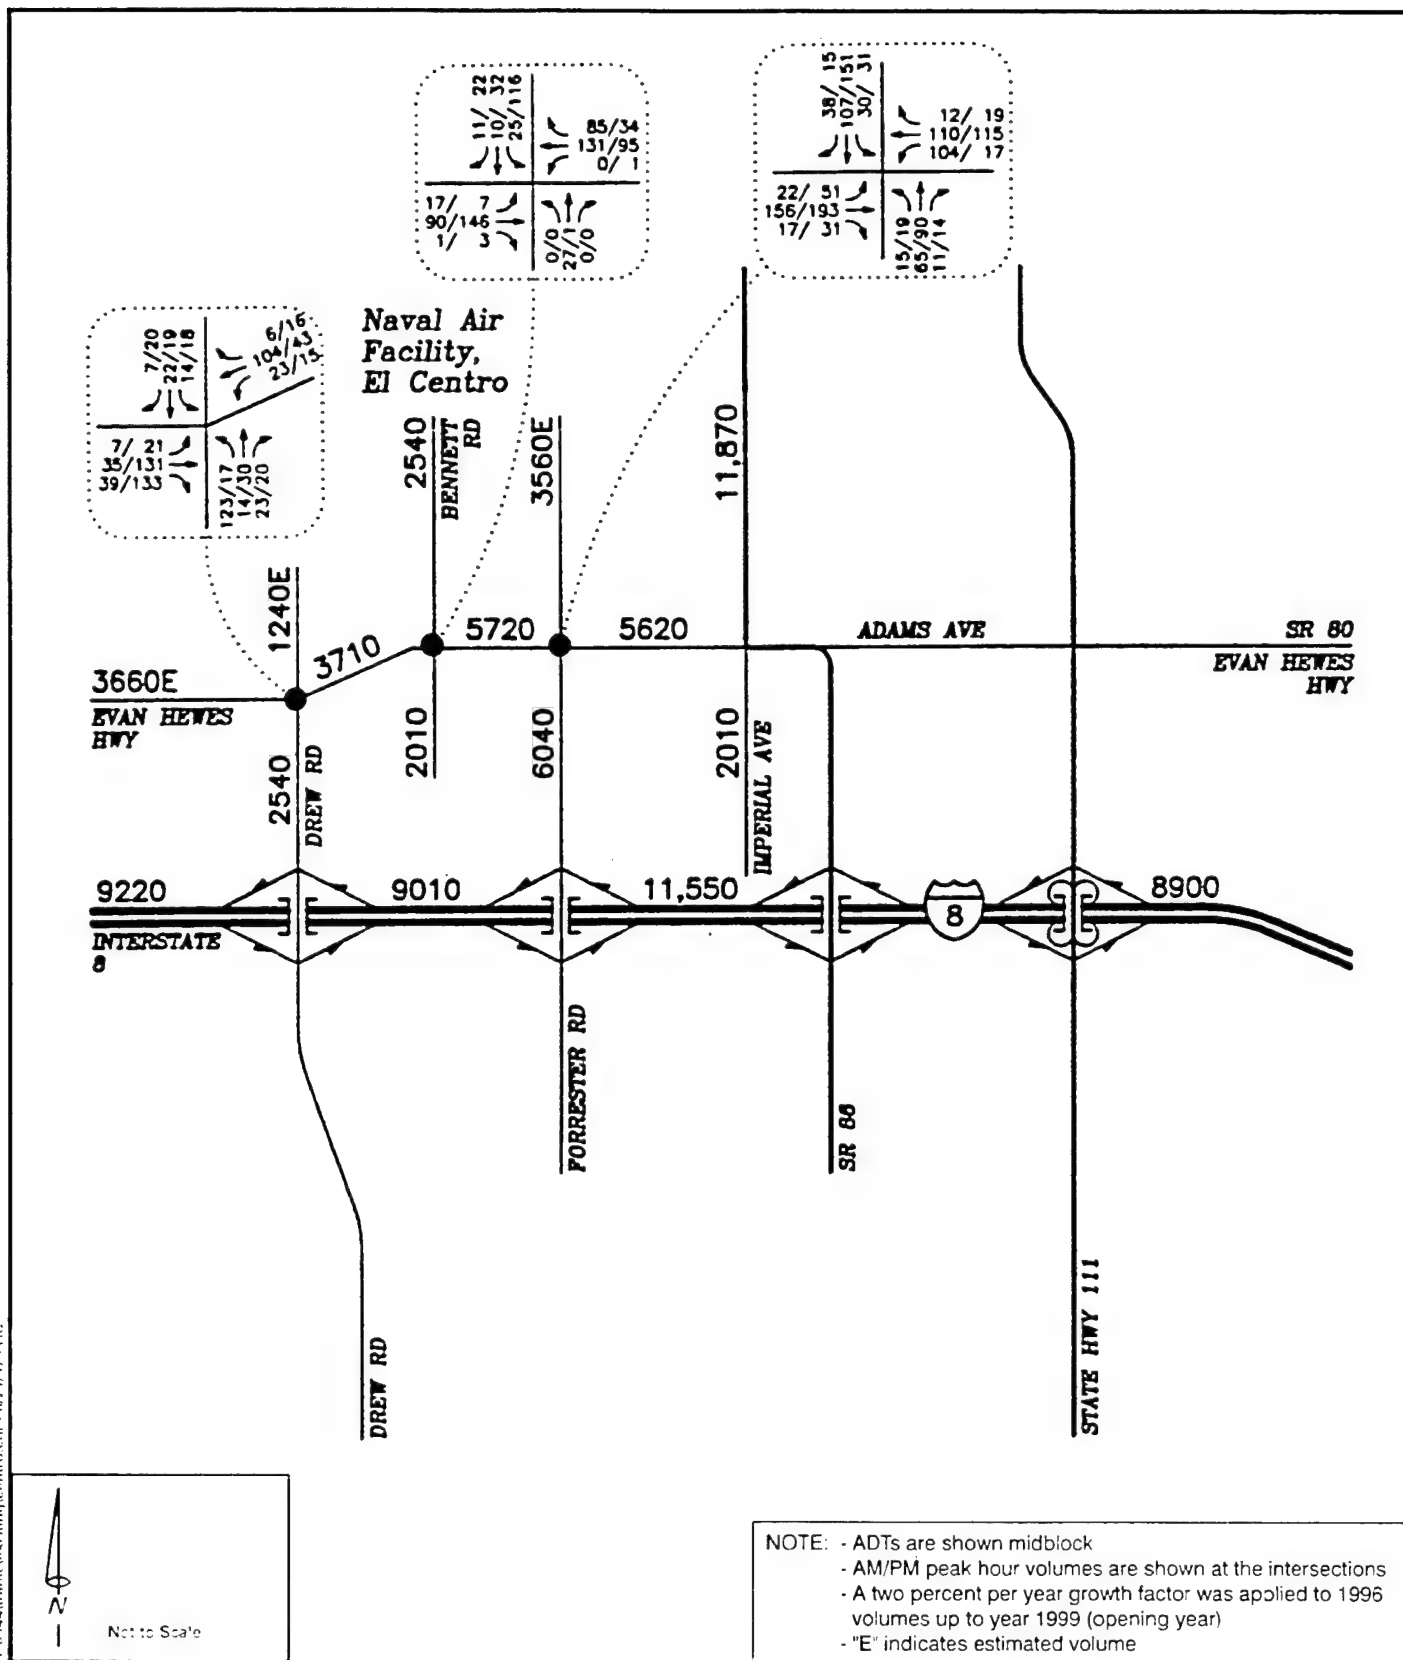 11/ 22
10/ 32
25/116
85/34
131/95
0/ 1
17/ 7
90/146
1/ 3
0/0
27/1
0/0
38/ 15
107/151
30/ 31
12/ 19
110/115
104/ 17
22/ 51
156/193
17/ 31
15/19
65/90
11/14
7/20
22/19
14/18
6/16
104/43
23/15
7/ 21
35/131
39/133
123/17
14/30
23/20
Naval Air
Facility,
El Centro
2540
BENNETT
RD
3560E
11,870
1240E
3710
5720
5620
ADAMS AVE
SR 80
EVAN HEWES
HWY
3660E
EVAN HEWES
HWY
2540
DREW RD
2010
6040
2010
IMPERIAL AVE
9220
9010
11,550
8
8900
INTERSTATE
8
FORRESTER RD
SR 86
DREW RD
STATE HWY 111
N
Not to Scale
NOTE: - ADTs are shown midblock
- AM/PM peak hour volumes are shown at the intersections
- A two percent per year growth factor was applied to 1996
volumes up to year 1999 (opening year)
- "E" indicates estimated volume